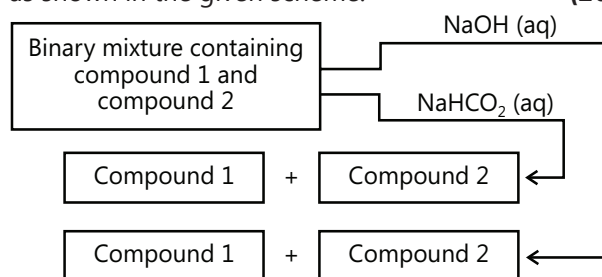 as shown in the given scheme.
NaOH (aq)
Binary mixture containing
compound 1 and
compound 2
NaHCO₂ (aq)
Compound 1 + Compound 2
Compound 1 + Compound 2